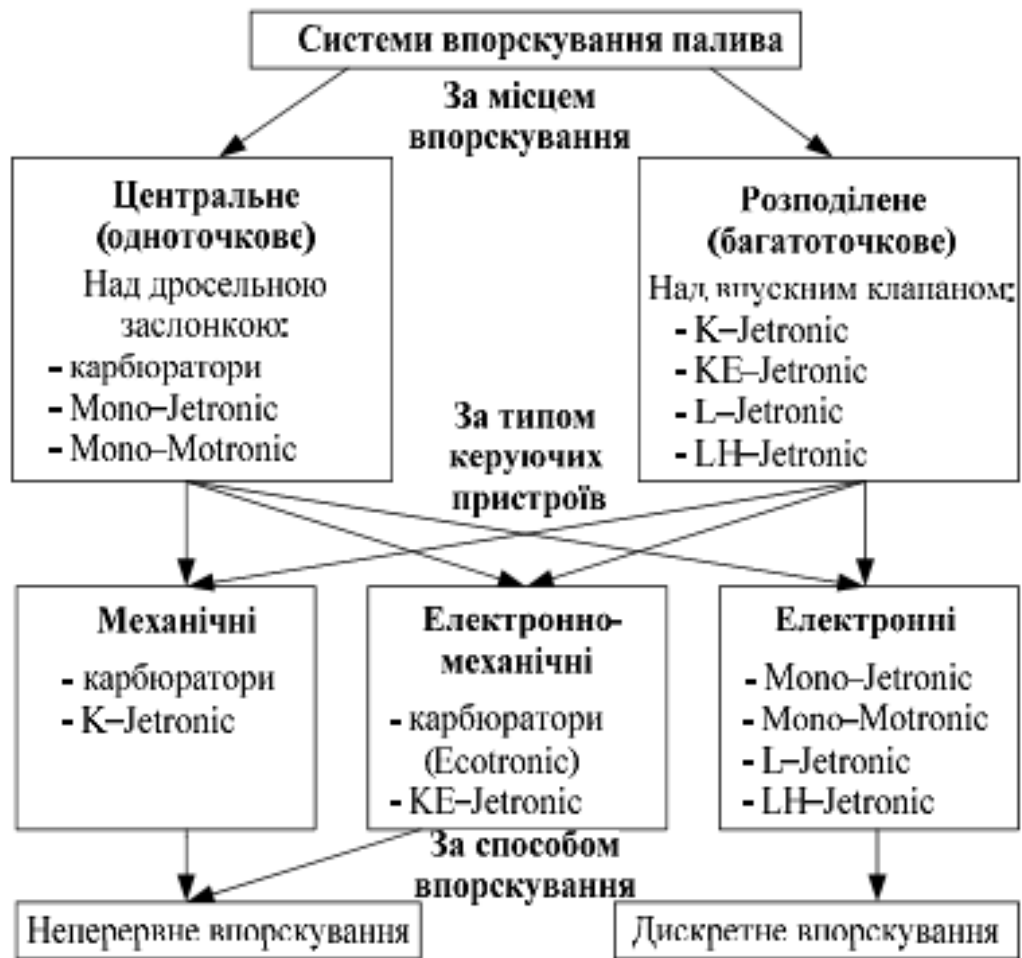 Системи впорскування палива
За місцем
впорскування
Центральне
(одноточкове)
Над дросельною
заслонкою:
- карбюратори
- Mono–Jetronic
- Mono–Motronic
Розподілене
(багатоточкове)
Над впускним клапаном:
- K–Jetronic
- KE–Jetronic
- L–Jetronic
- LH–Jetronic
За типом
керуючих
пристроїв
Механічні
- карбюратори
- K–Jetronic
Електронно-
механічні
- карбюратори
(Ecotronic)
- KE–Jetronic
Електронні
- Mono–Jetronic
- Mono–Motronic
- L–Jetronic
- LH–Jetronic
За способом
впорскування
Неперервне впорскування
Дискретне впорскування